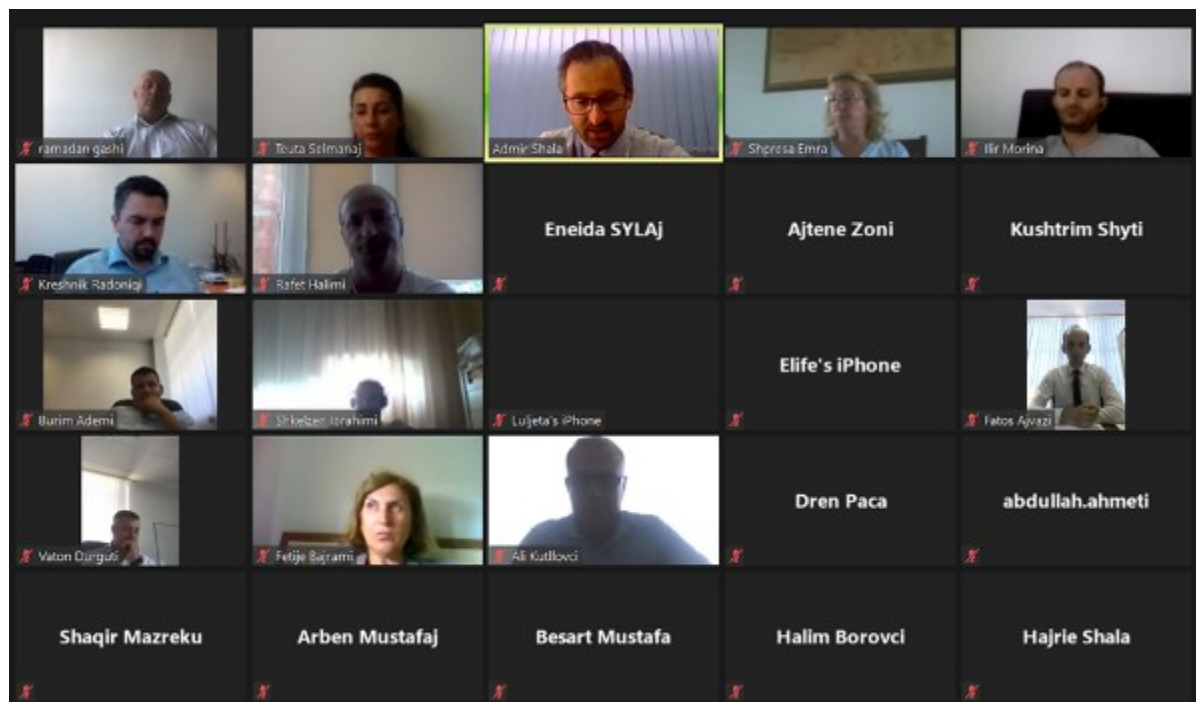 ramadan gashi
Teuta Selmanaj
Admir Shala
Shpresa Emra
Ilir Morina
Kreshnik Radoniqi
Rafet Halimi
Eneida SYLAj
Ajtene Zoni
Kushtrim Shyti
Burim Ademi
Shkelzen Ibrahimi
Luljeta's iPhone
Elife's iPhone
Fatos Ajvazi
Vaton Durguti
Fetije Bajrami
Ali Kutllovci
Dren Paca
abdullah.ahmeti
Shaqir Mazreku
Arben Mustafaj
Besart Mustafa
Halim Borovci
Hajrie Shala